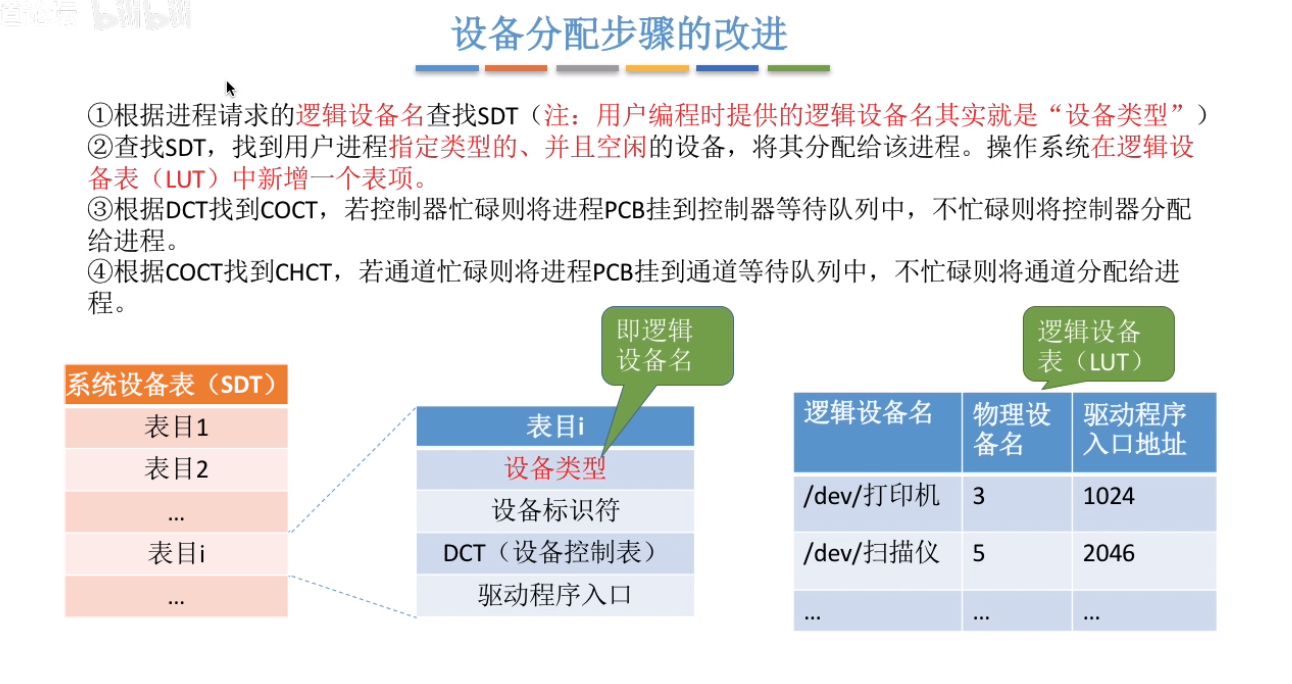 设备分配步骤的改进
①根据进程请求的逻辑设备名查找SDT（注：用户编程时提供的逻辑设备名其实就是“设备类型”）
②查找SDT，找到用户进程指定类型的、并且空闲的设备，将其分配给该进程。操作系统在逻辑设
备表（LUT）中新增一个表项。
③根据DCT找到COCT，若控制器忙碌则将进程PCB挂到控制器等待队列中，不忙碌则将控制器分配
给进程。
④根据COCT找到CHCT，若通道忙碌则将进程PCB挂到通道等待队列中，不忙碌则将通道分配给进
程。
即逻辑
设备名
逻辑设备
表（LUT）
系统设备表（SDT）
表目1
表目2
...
表目i
...
表目i
设备类型
设备标识符
DCT（设备控制表）
驱动程序入口
逻辑设备名 物理设 驱动程序
备名 入口地址
/dev/打印机 3 1024
/dev/扫描仪 5 2046
... ... ...